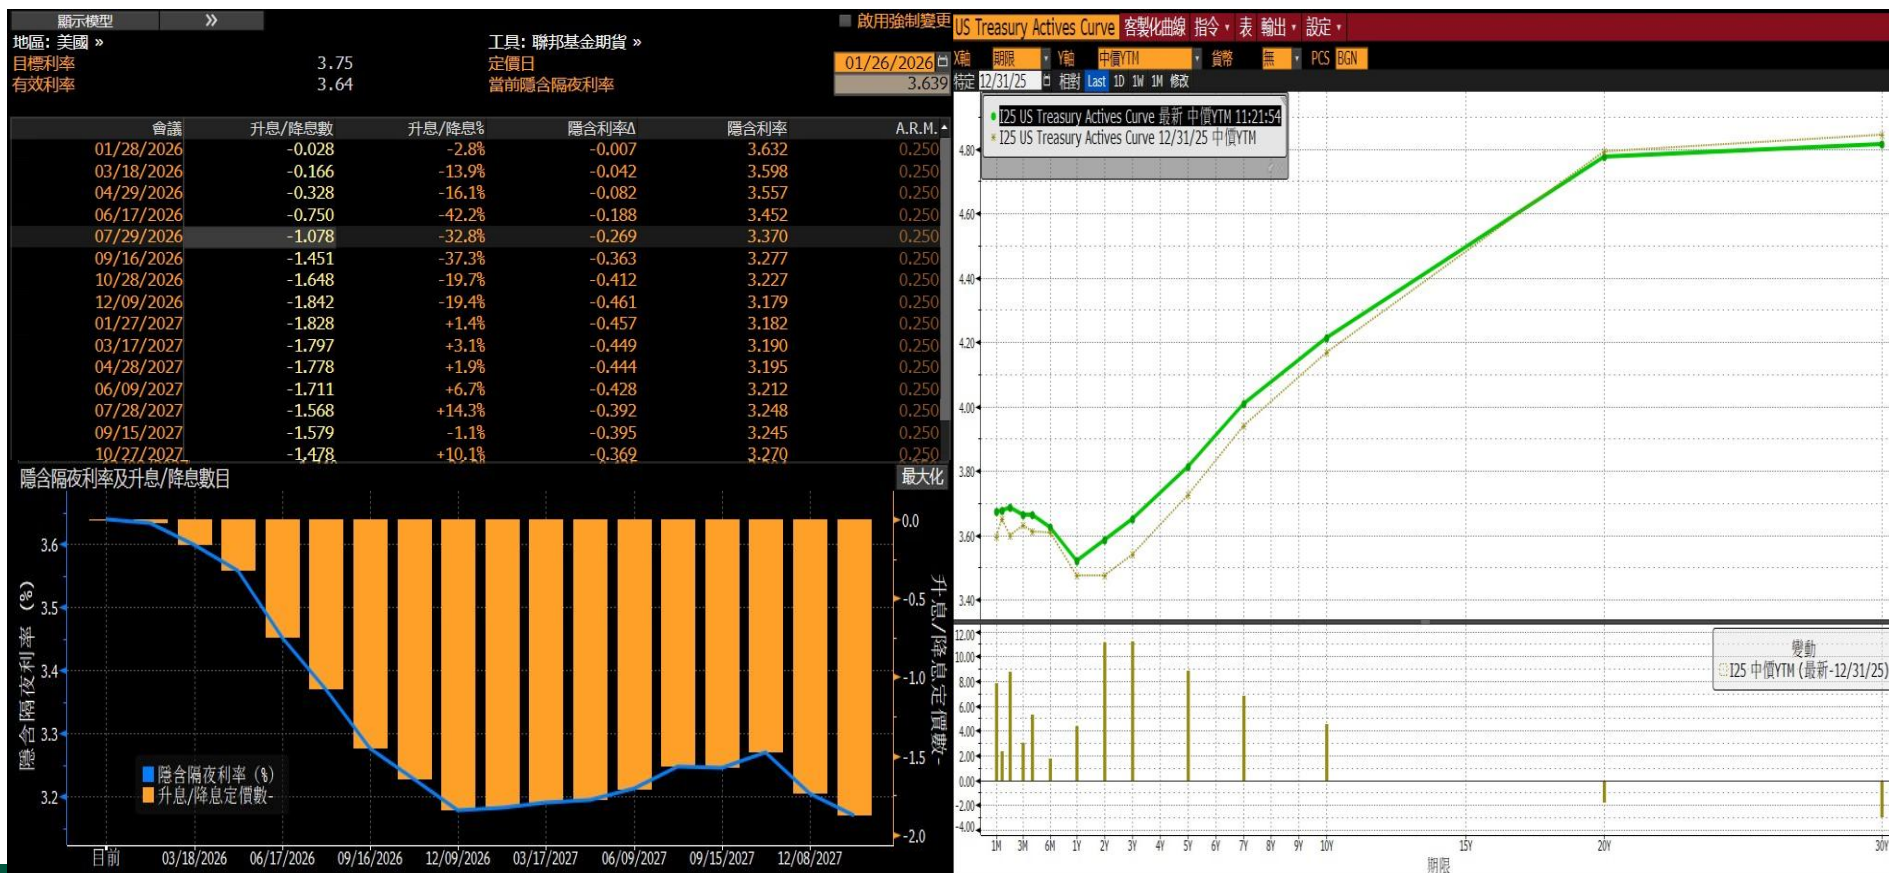 顯示模型 »
啟用強制變更
地區: 美國 » 工具: 聯邦基金期貨 »
目標利率 3.75 定價日 01/26/2026
有效利率 3.64 當前隱含隔夜利率 3.639
會議 升息/降息數 升息/降息% 隱含利率Δ 隱含利率 A.R.M.
01/28/2026 -0.028 -2.8% -0.007 3.632 0.250
03/18/2026 -0.166 -13.9% -0.042 3.598 0.250
04/29/2026 -0.328 -16.1% -0.082 3.557 0.250
06/17/2026 -0.750 -42.2% -0.188 3.452 0.250
07/29/2026 -1.078 -32.8% -0.269 3.370 0.250
09/16/2026 -1.451 -37.3% -0.363 3.277 0.250
10/28/2026 -1.648 -19.7% -0.412 3.227 0.250
12/09/2026 -1.842 -19.4% -0.461 3.179 0.250
01/27/2027 -1.828 +1.4% -0.457 3.182 0.250
03/17/2027 -1.797 +3.1% -0.449 3.190 0.250
04/28/2027 -1.778 +1.9% -0.444 3.195 0.250
06/09/2027 -1.711 +6.7% -0.428 3.212 0.250
07/28/2027 -1.568 +14.3% -0.392 3.248 0.250
09/15/2027 -1.579 -1.1% -0.395 3.245 0.250
10/27/2027 -1.478 +10.1% -0.369 3.270 0.250
隱含隔夜利率及升息/降息數目 最大化
隱含隔夜利率 (%)
3.6
3.5
3.4
3.3
3.2
0.0
-0.5
-1.0
-1.5
-2.0
升息/降息定價數-
隱含隔夜利率 (%)
升息/降息定價數-
目前 03/18/2026 06/17/2026 09/16/2026 12/09/2026 03/17/2027 06/09/2027 09/15/2027 12/08/2027
US Treasury Actives Curve 客製化曲線 指令 表 輸出 設定
X軸 期限 Y軸 中價YTM 貨幣 無 PCS BGN
特定 12/31/25 相對 Last 1D 1W 1M 修改
I25 US Treasury Actives Curve 最新 中價YTM 11:21:54
I25 US Treasury Actives Curve 12/31/25 中價YTM
4.80
4.60
4.40
4.20
4.00
3.80
3.60
3.40
12.00
10.00
8.00
6.00
4.00
2.00
0.00
-2.00
-4.00
變動
I25 中價YTM (最新-12/31/25)
1M 3M 6M 1Y 2Y 3Y 4Y 5Y 6Y 7Y 8Y 9Y 10Y 15Y 20Y 30Y
期限